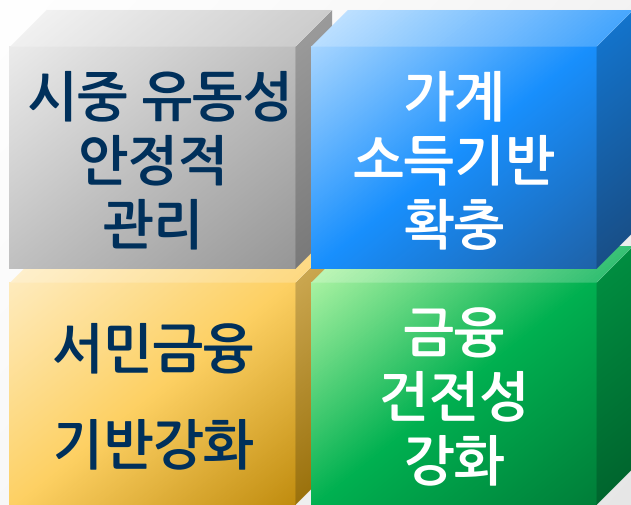 시중 유동성
안정적
관리
가계
소득기반
확충
서민금융
기반강화
금융
건전성
강화